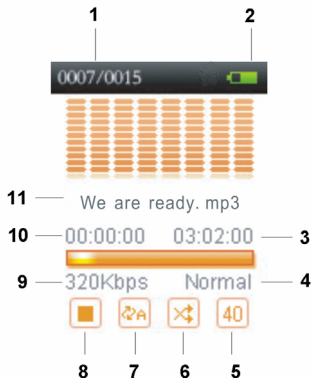 1 2
0007/0015
11 We are ready. mp3
10 00:00:00 03:02:00 3
9 320Kbps Normal 4
A 40
8 7 6 5